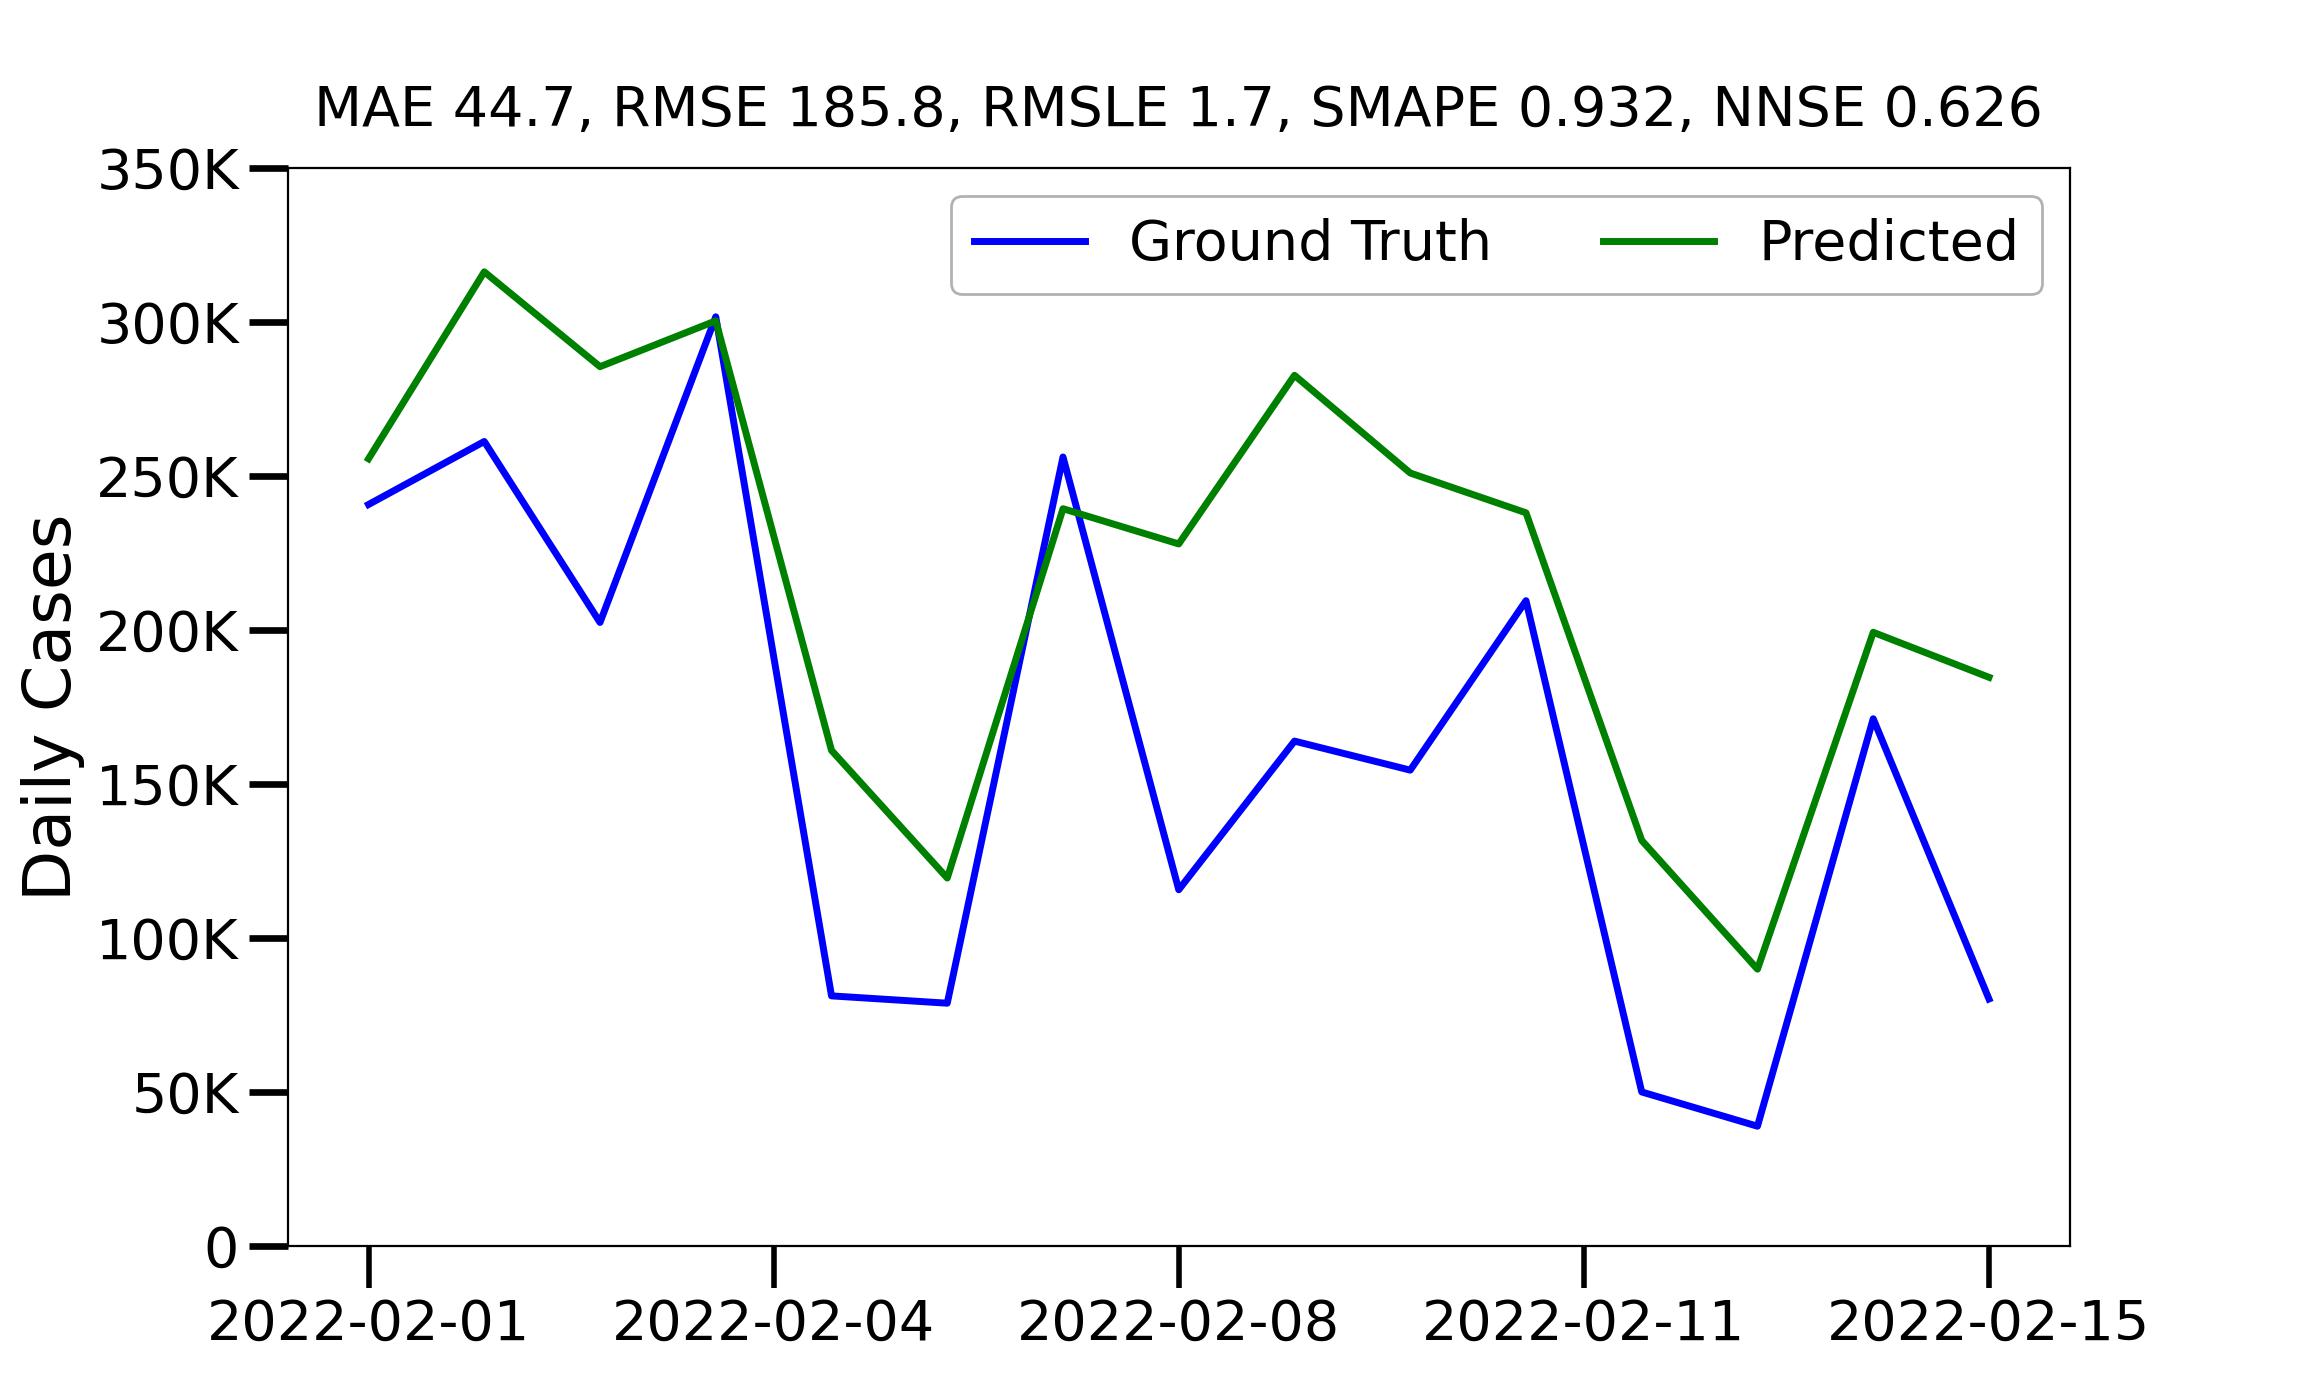 MAE 44.7, RMSE 185.8, RMSLE 1.7, SMAPE 0.932, NNSE 0.626
Ground Truth Predicted
Daily Cases
350K
300K
250K
200K
150K
100K
50K
0
2022-02-01 2022-02-04 2022-02-08 2022-02-11 2022-02-15